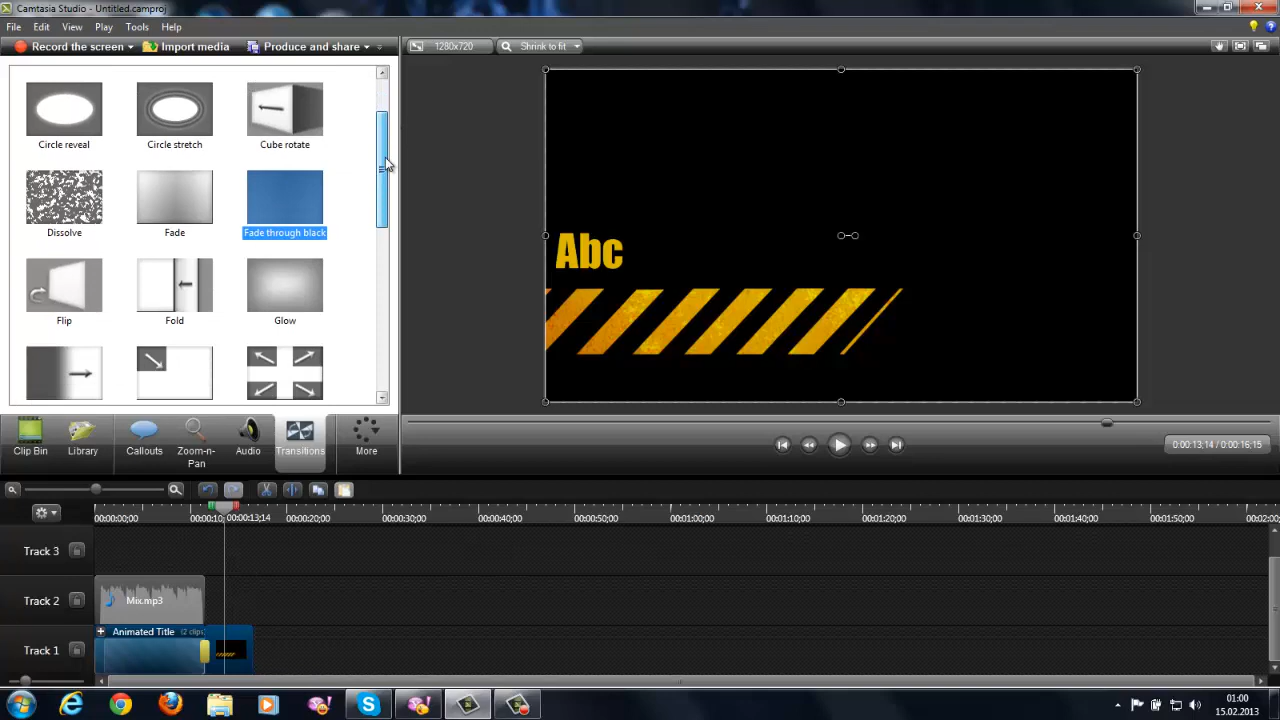 Camtasia Studio - Untitled.camproj
File Edit View Play Tools Help
Record the screen Import media Produce and share
1280x720 Shrink to fit
Circle reveal Circle stretch Cube rotate
Dissolve Fade Fade through black
Flip Fold Glow
Abc
Clip Bin Library Callouts Zoom-n-Pan Audio Transitions More
0:00:13;14 / 0:00:16;15
00:00:00;00 00:00:10; 00:00:13;14 00:00:20;00 00:00:30;00 00:00:40;00 00:00:50;00 00:01:00;00 00:01:10;00 00:01:20;00 00:01:30;00 00:01:40;00 00:01:50;00 00:02:00
Track 3
Track 2 Mix.mp3
Animated Title (2 clips)
Track 1
01:00
15.02.2013